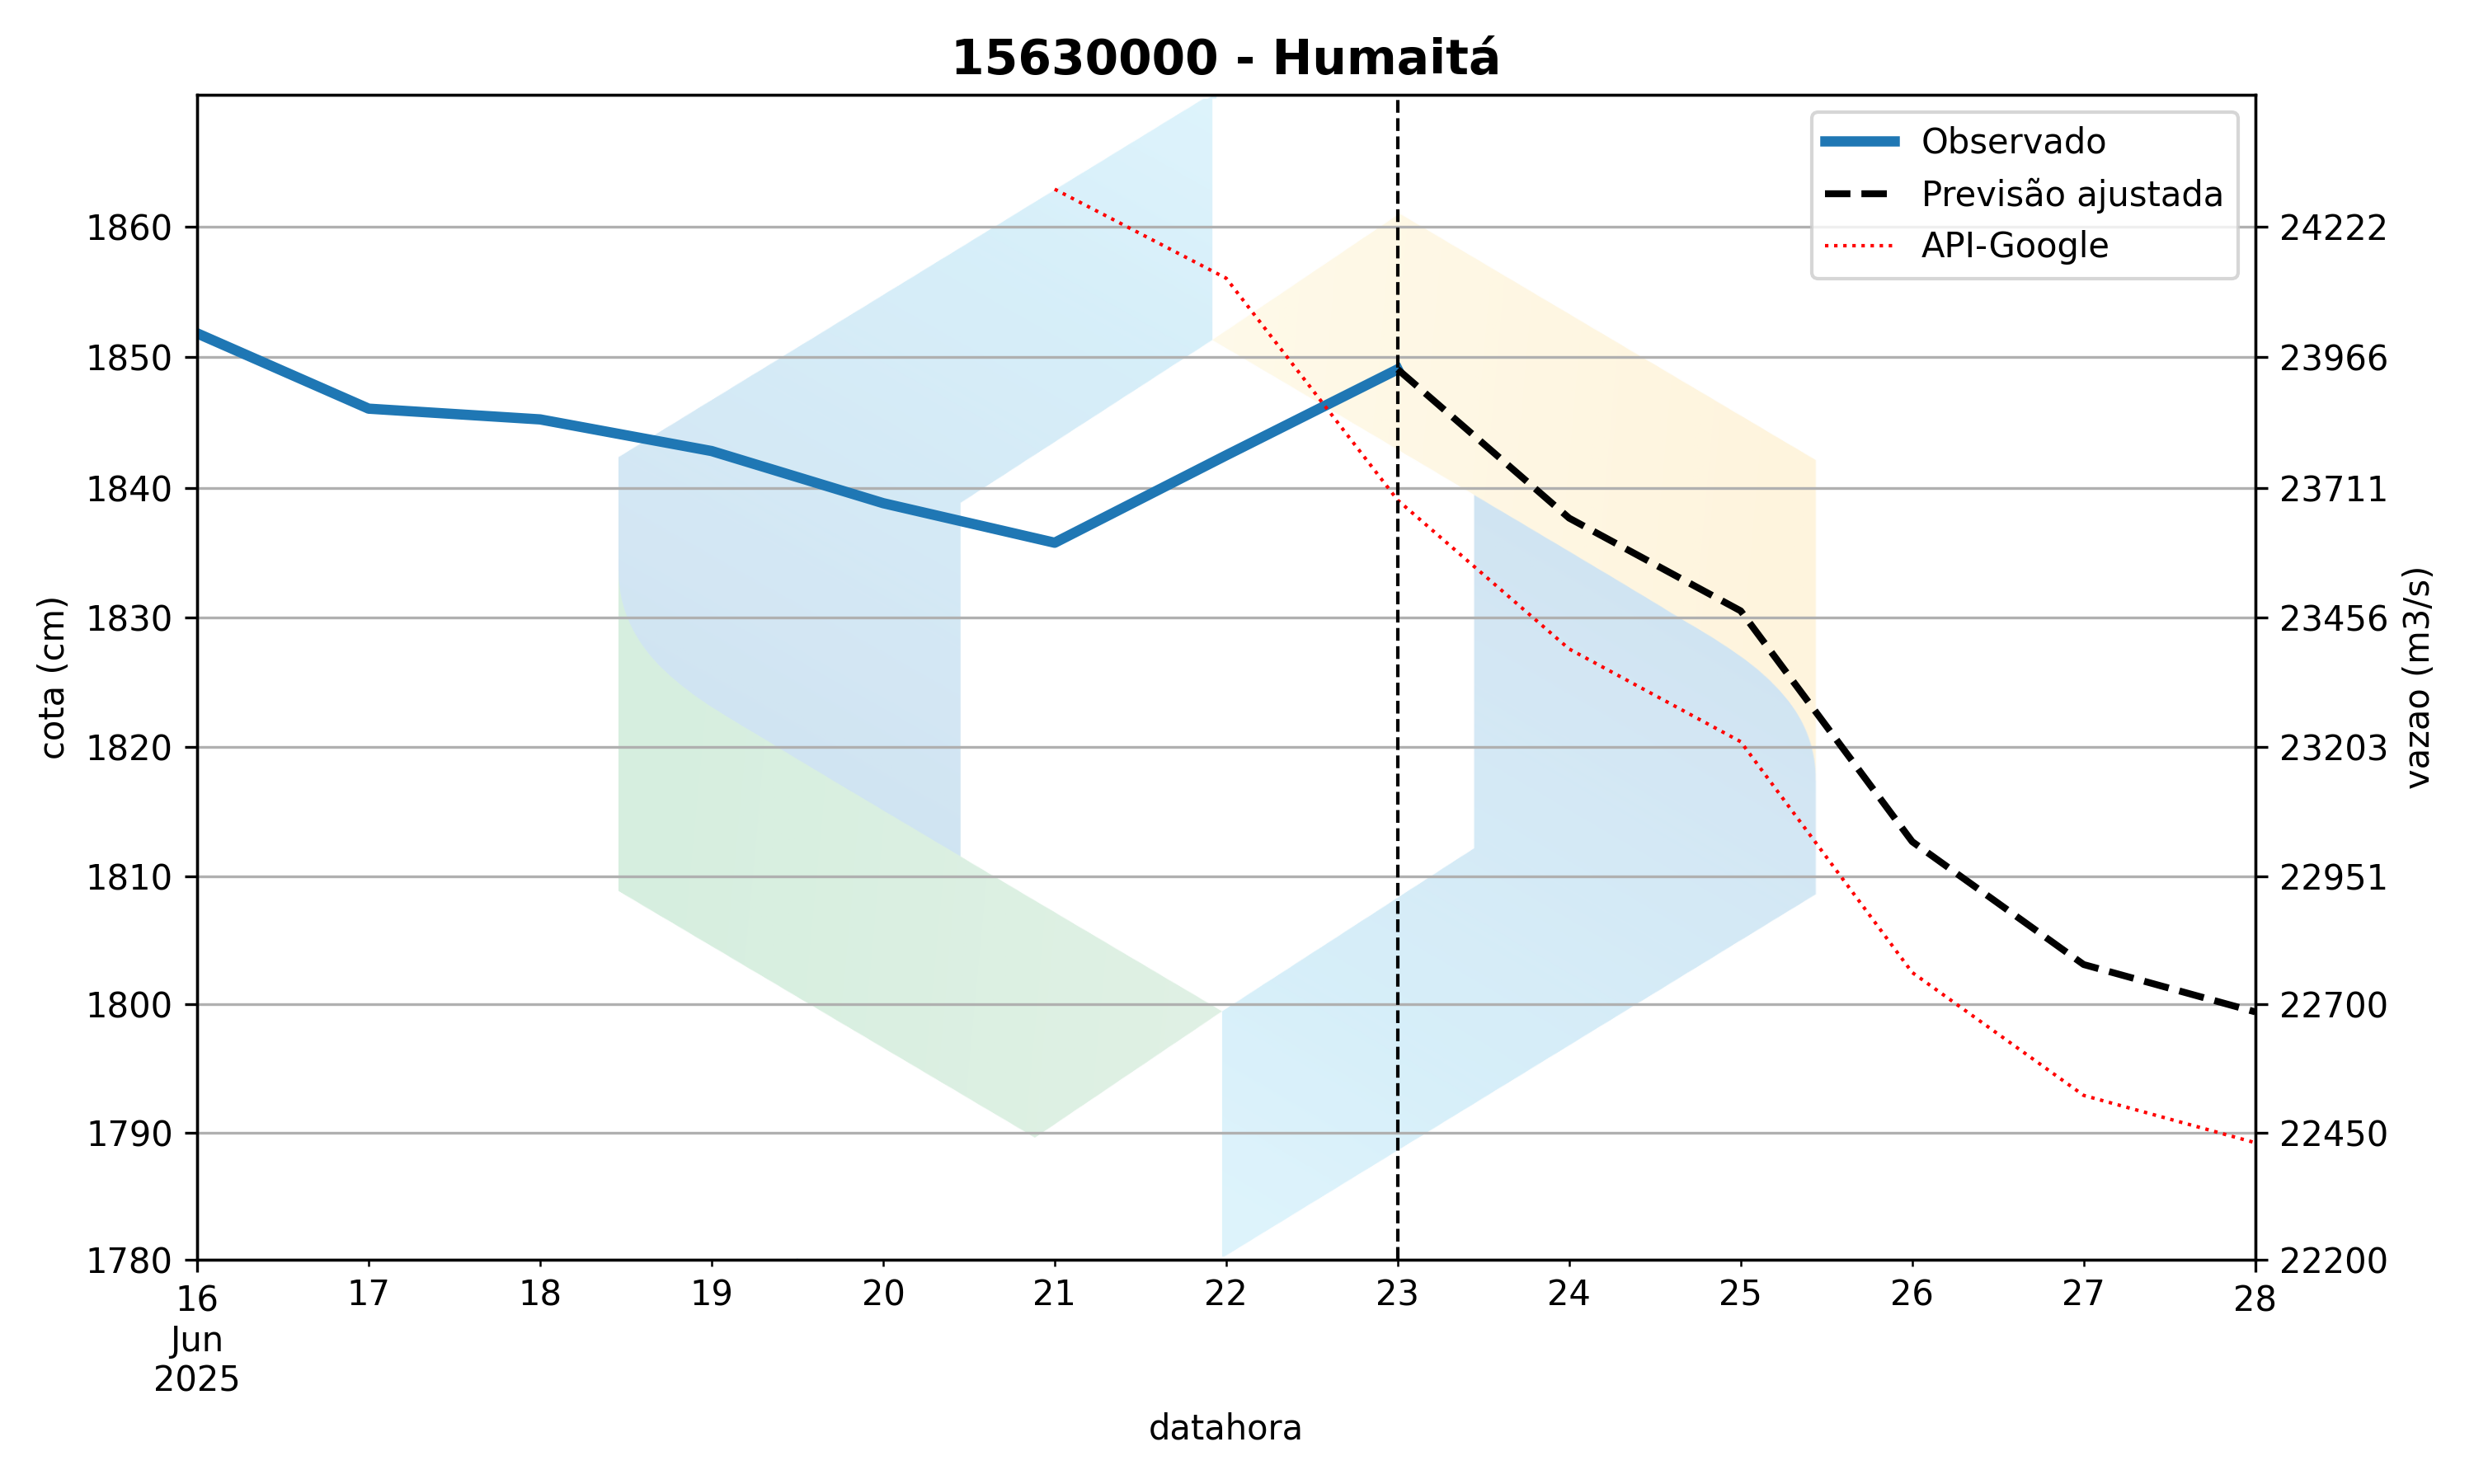 15630000 - Humaitá
Observado
Previsão ajustada
API-Google
cota (cm)
1860
1850
1840
1830
1820
1810
1800
1790
1780
24222
23966
23711
23456
23203
22951
22700
22450
22200
vazao (m3/s)
16 17 18 19 20 21 22 23 24 25 26 27 28
Jun
2025
datahora